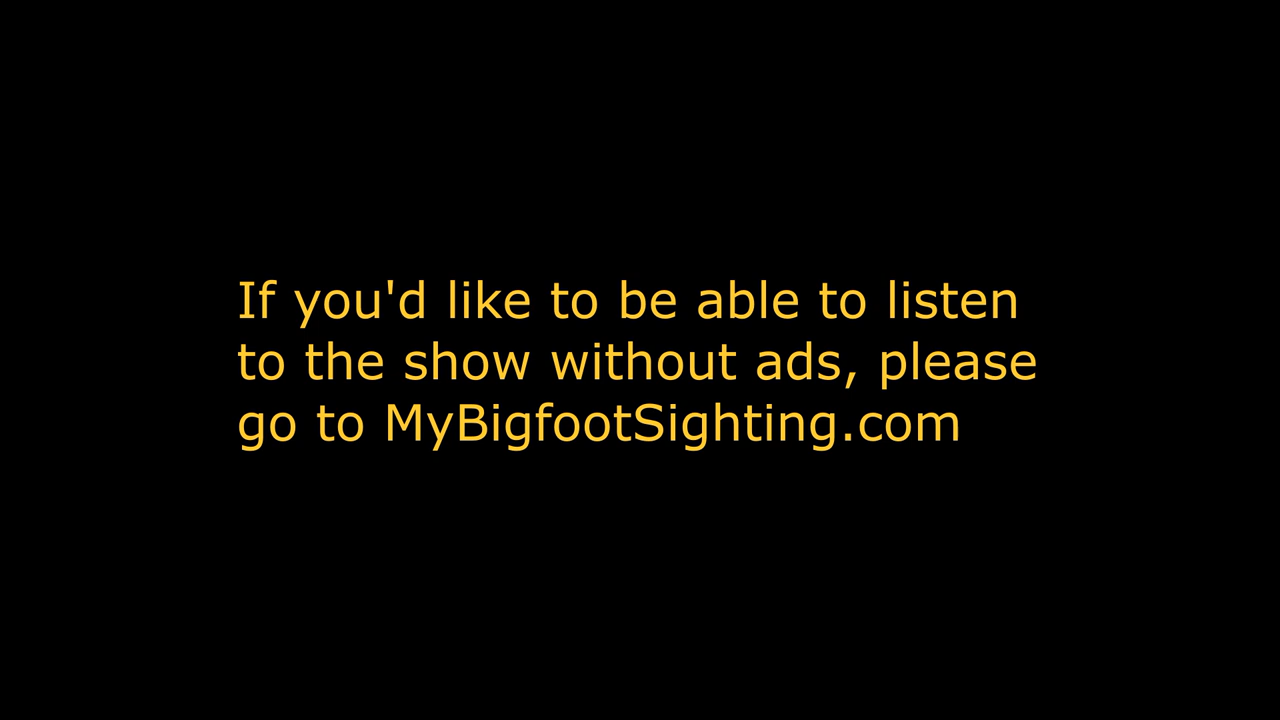 If you'd like to be able to listen
to the show without ads, please
go to MyBigfootSighting.com